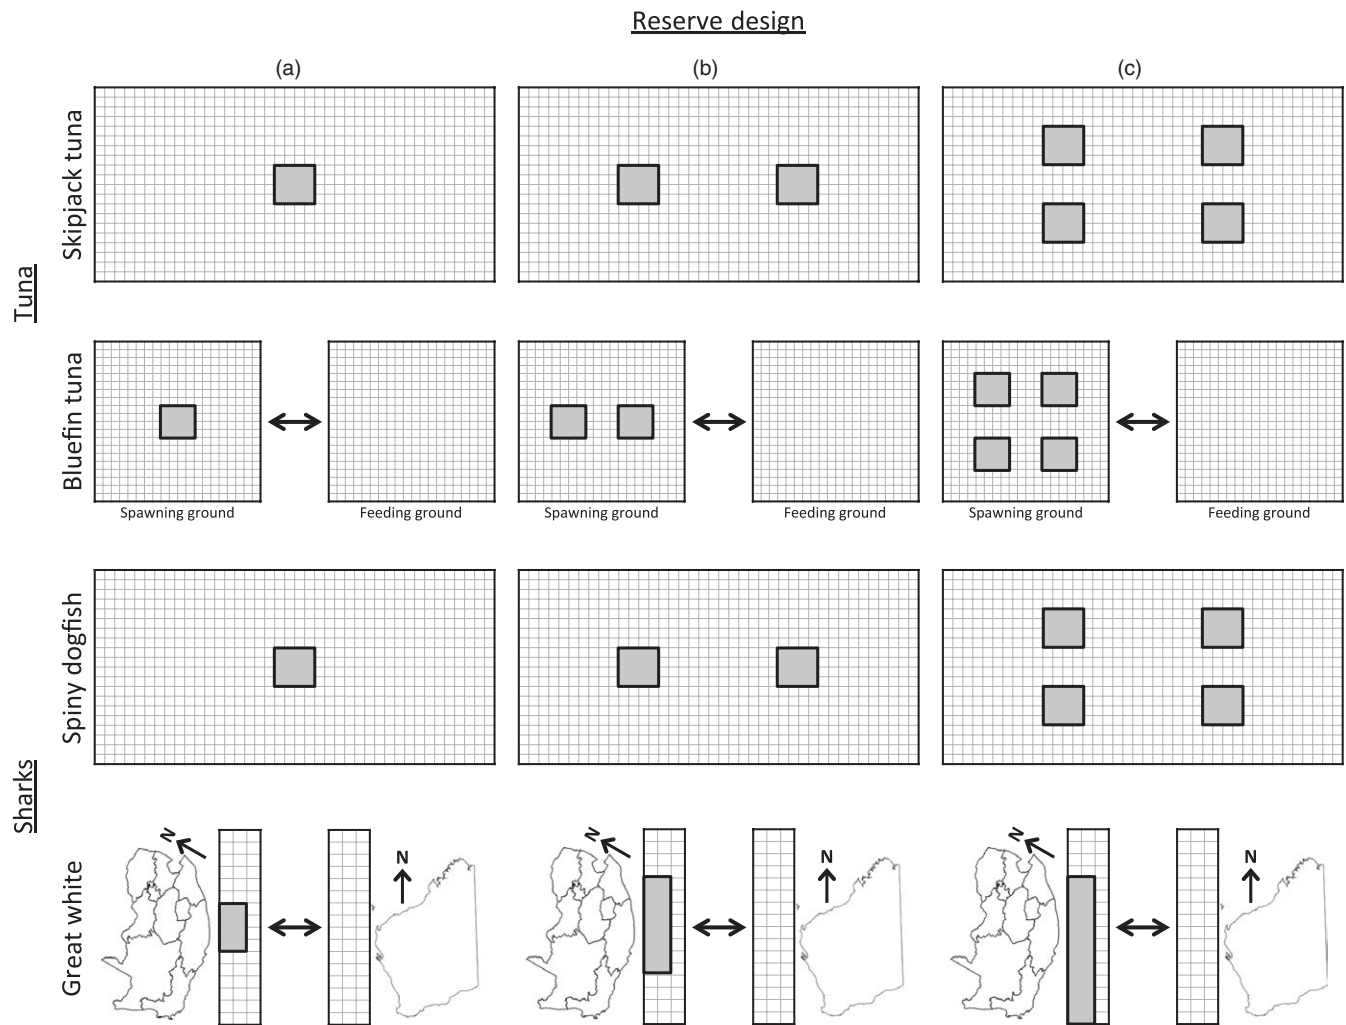 Reserve design
(a)
(b)
(c)
Tuna
Skipjack tuna
Bluefin tuna
Spawning ground
Feeding ground
Spawning ground
Feeding ground
Spawning ground
Feeding ground
Sharks
Spiny dogfish
Great white
N
N
N
N
N
N